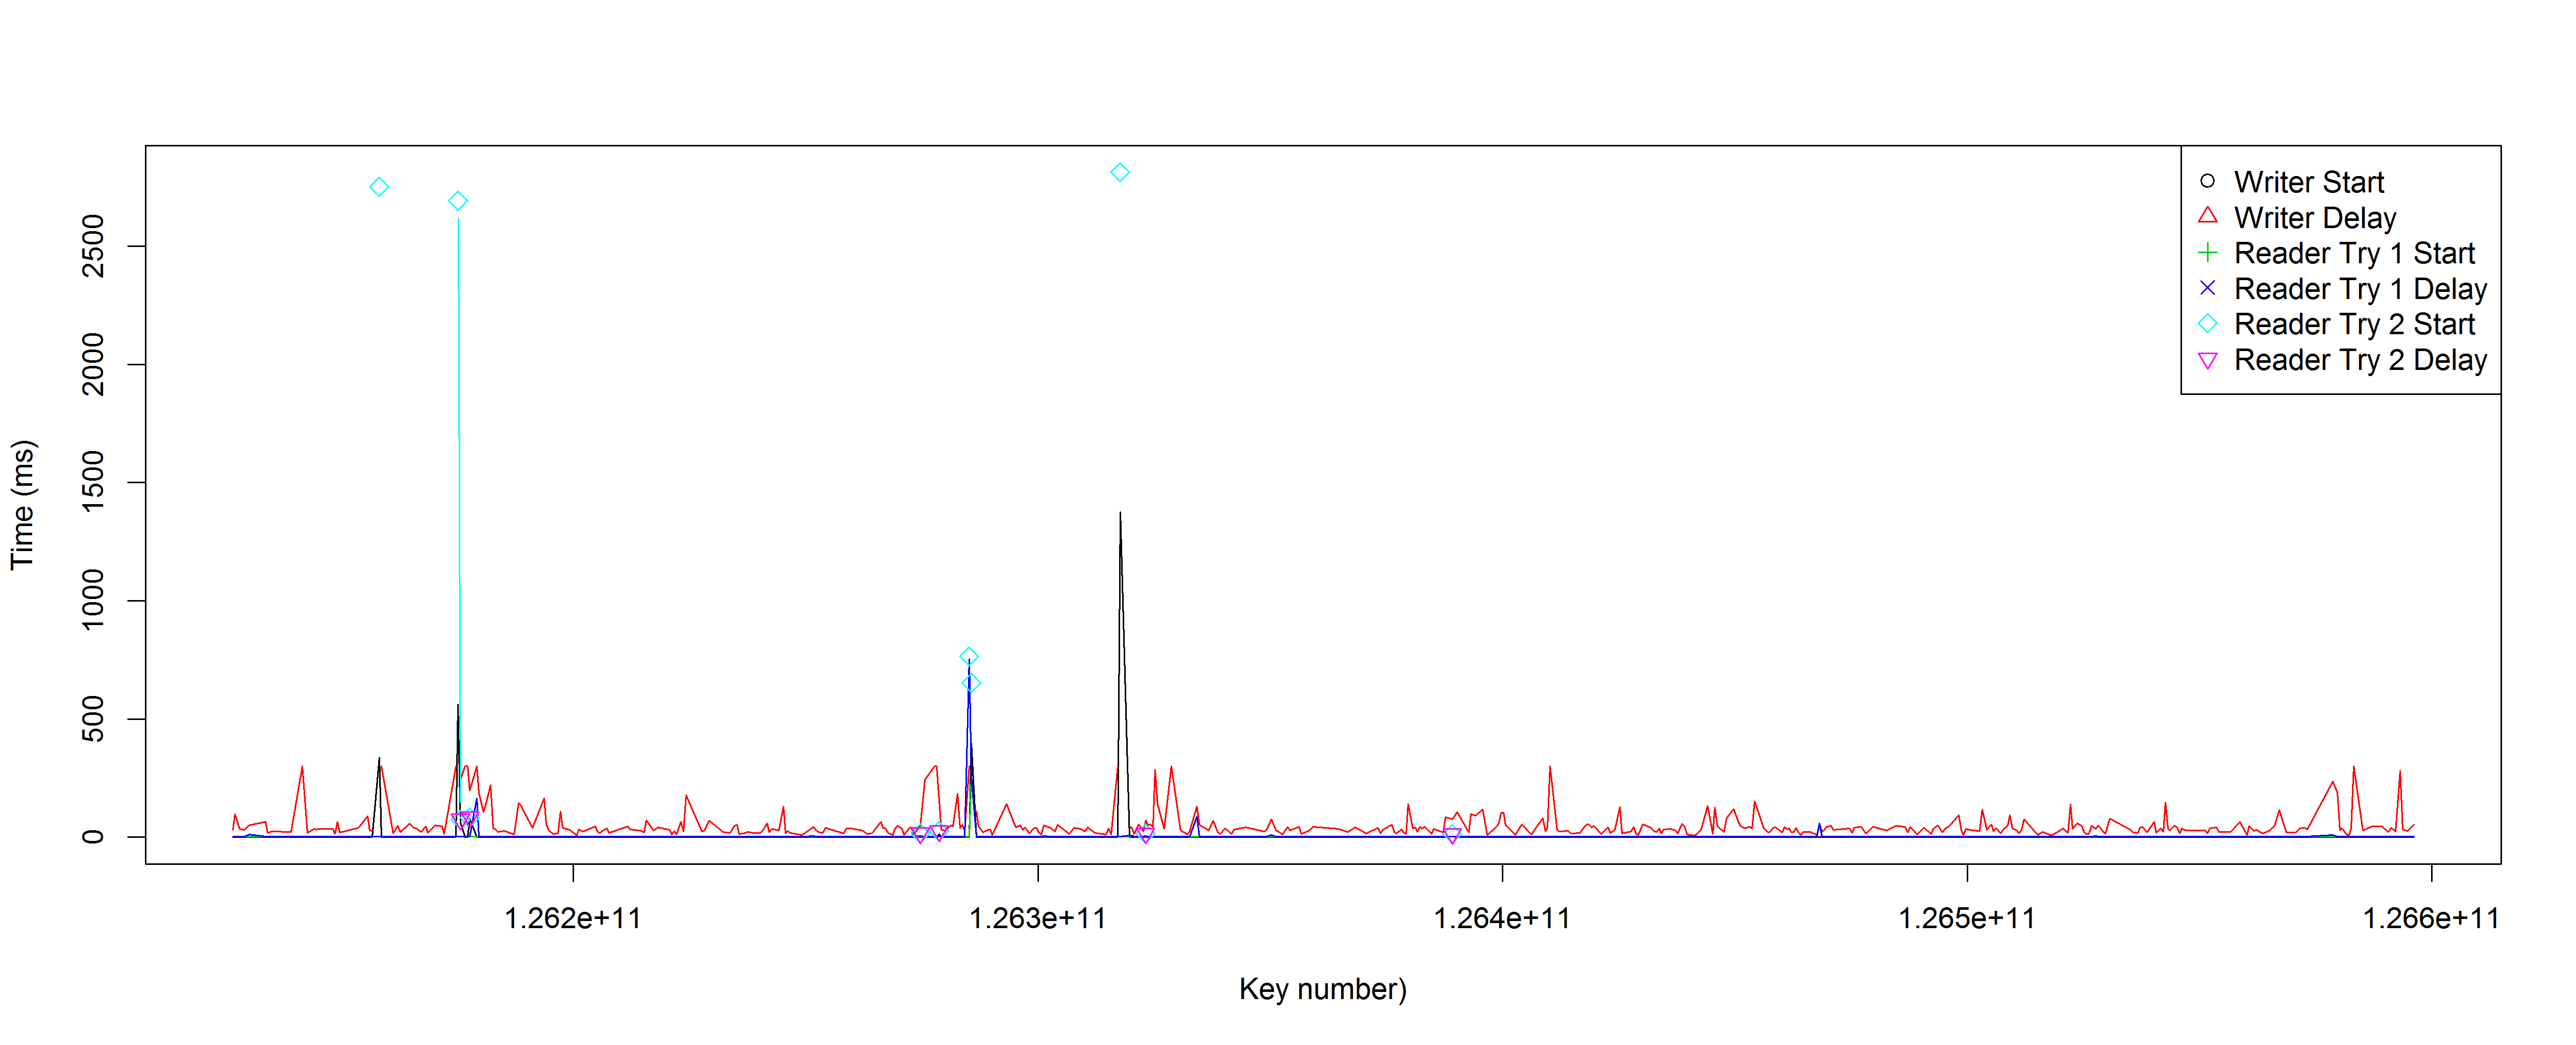 Writer Start
Writer Delay
Reader Try 1 Start
Reader Try 1 Delay
Reader Try 2 Start
Reader Try 2 Delay
Time (ms)
2500
2000
1500
1000
500
0
1.262e+11
1.263e+11
1.264e+11
1.265e+11
1.266e+11
Key number)